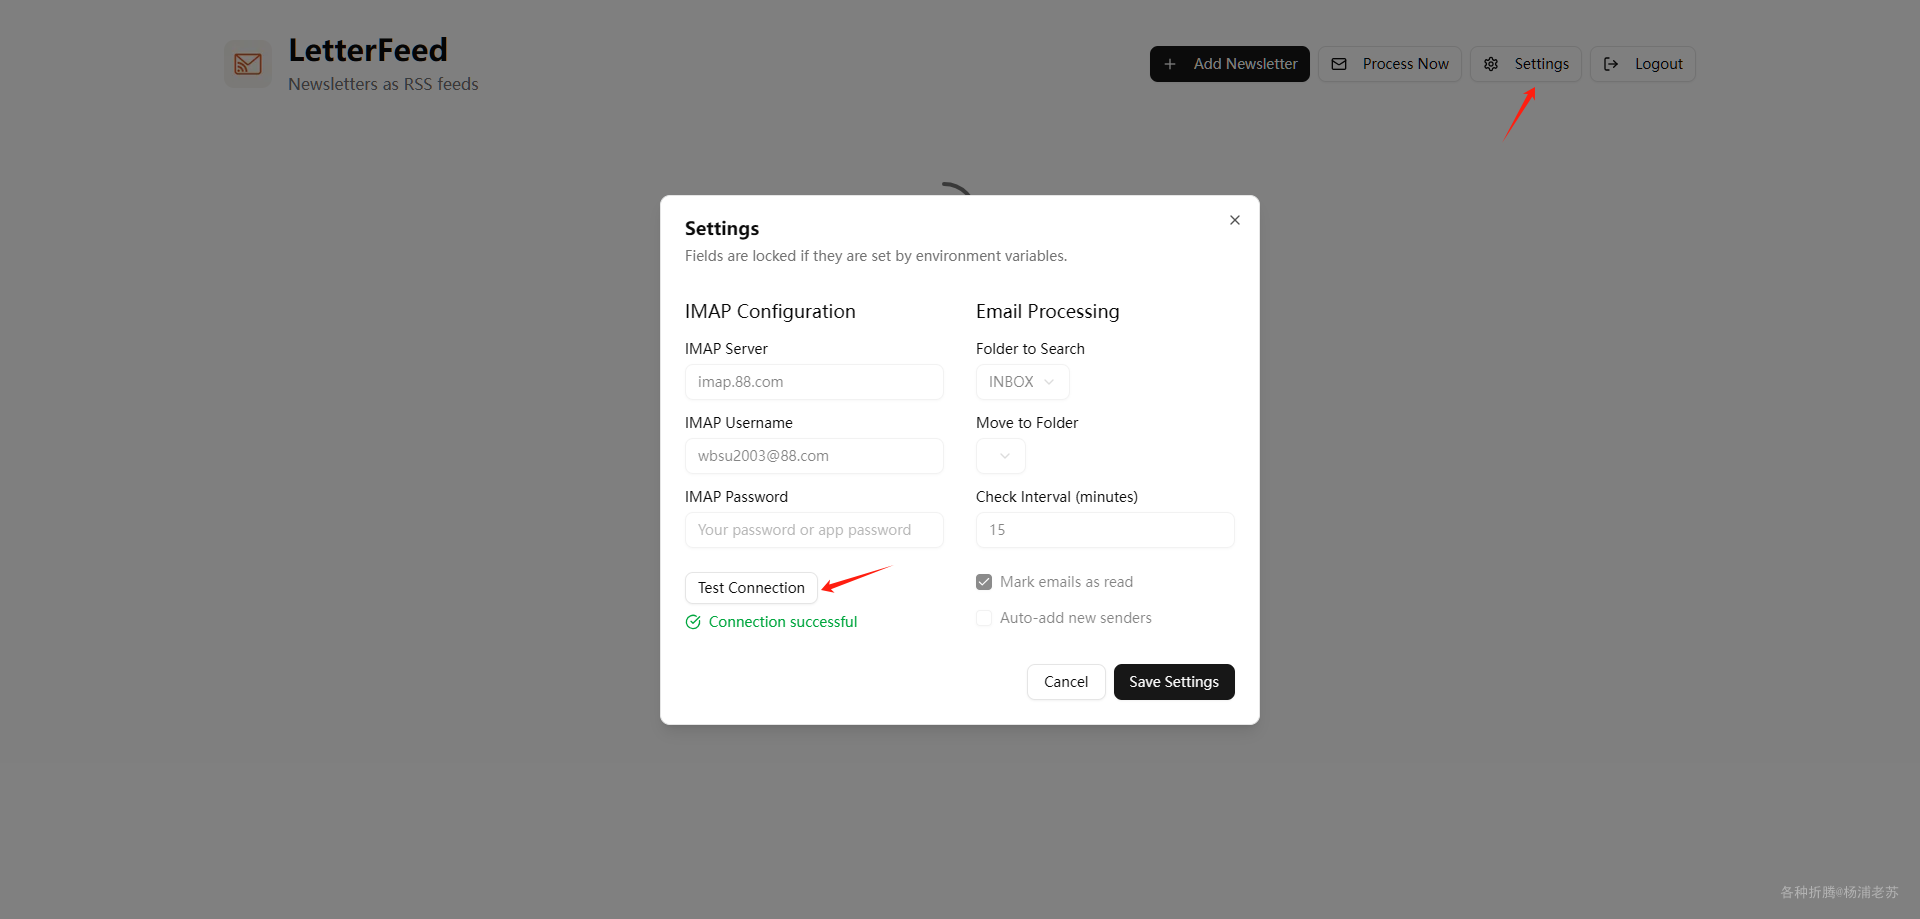 LetterFeed
Newsletters as RSS feeds
Add Newsletter
Process Now
Settings
Logout
Settings
Fields are locked if they are set by environment variables.
IMAP Configuration
IMAP Server
imap.88.com
IMAP Username
wbsu2003@88.com
IMAP Password
Your password or app password
Test Connection
Connection successful
Email Processing
Folder to Search
INBOX
Move to Folder
Check Interval (minutes)
15
Mark emails as read
Auto-add new senders
Cancel
Save Settings
各种折腾@杨浦老苏